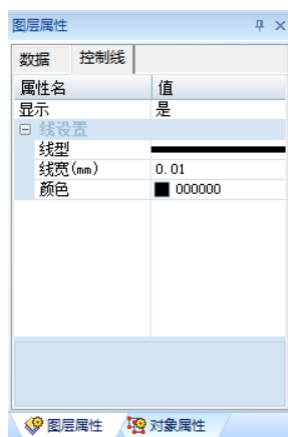 图层属性
数据 控制线
属性名 值
显示 是
线设置
线型
线宽(mm) 0.01
颜色 000000
图层属性 对象属性